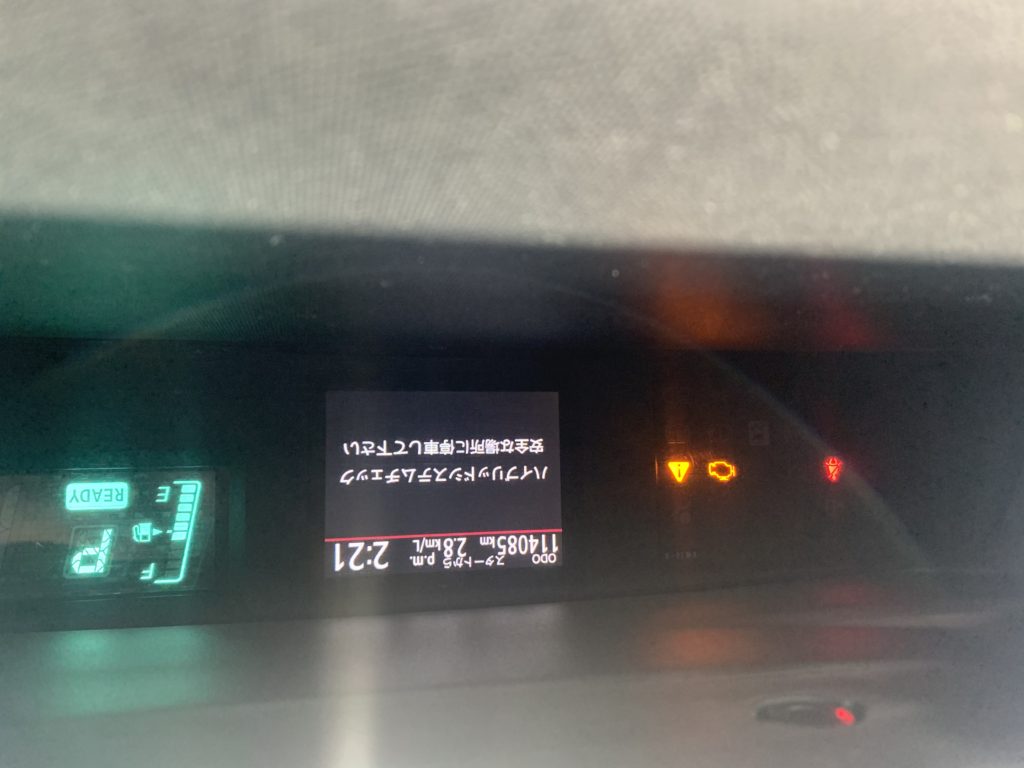 ODO
114085km
スタートから
2.8km/L
p.m.
2:21
ハイブリッドシステムチェック
安全な場所に停車して下さい
P
READY
F
E